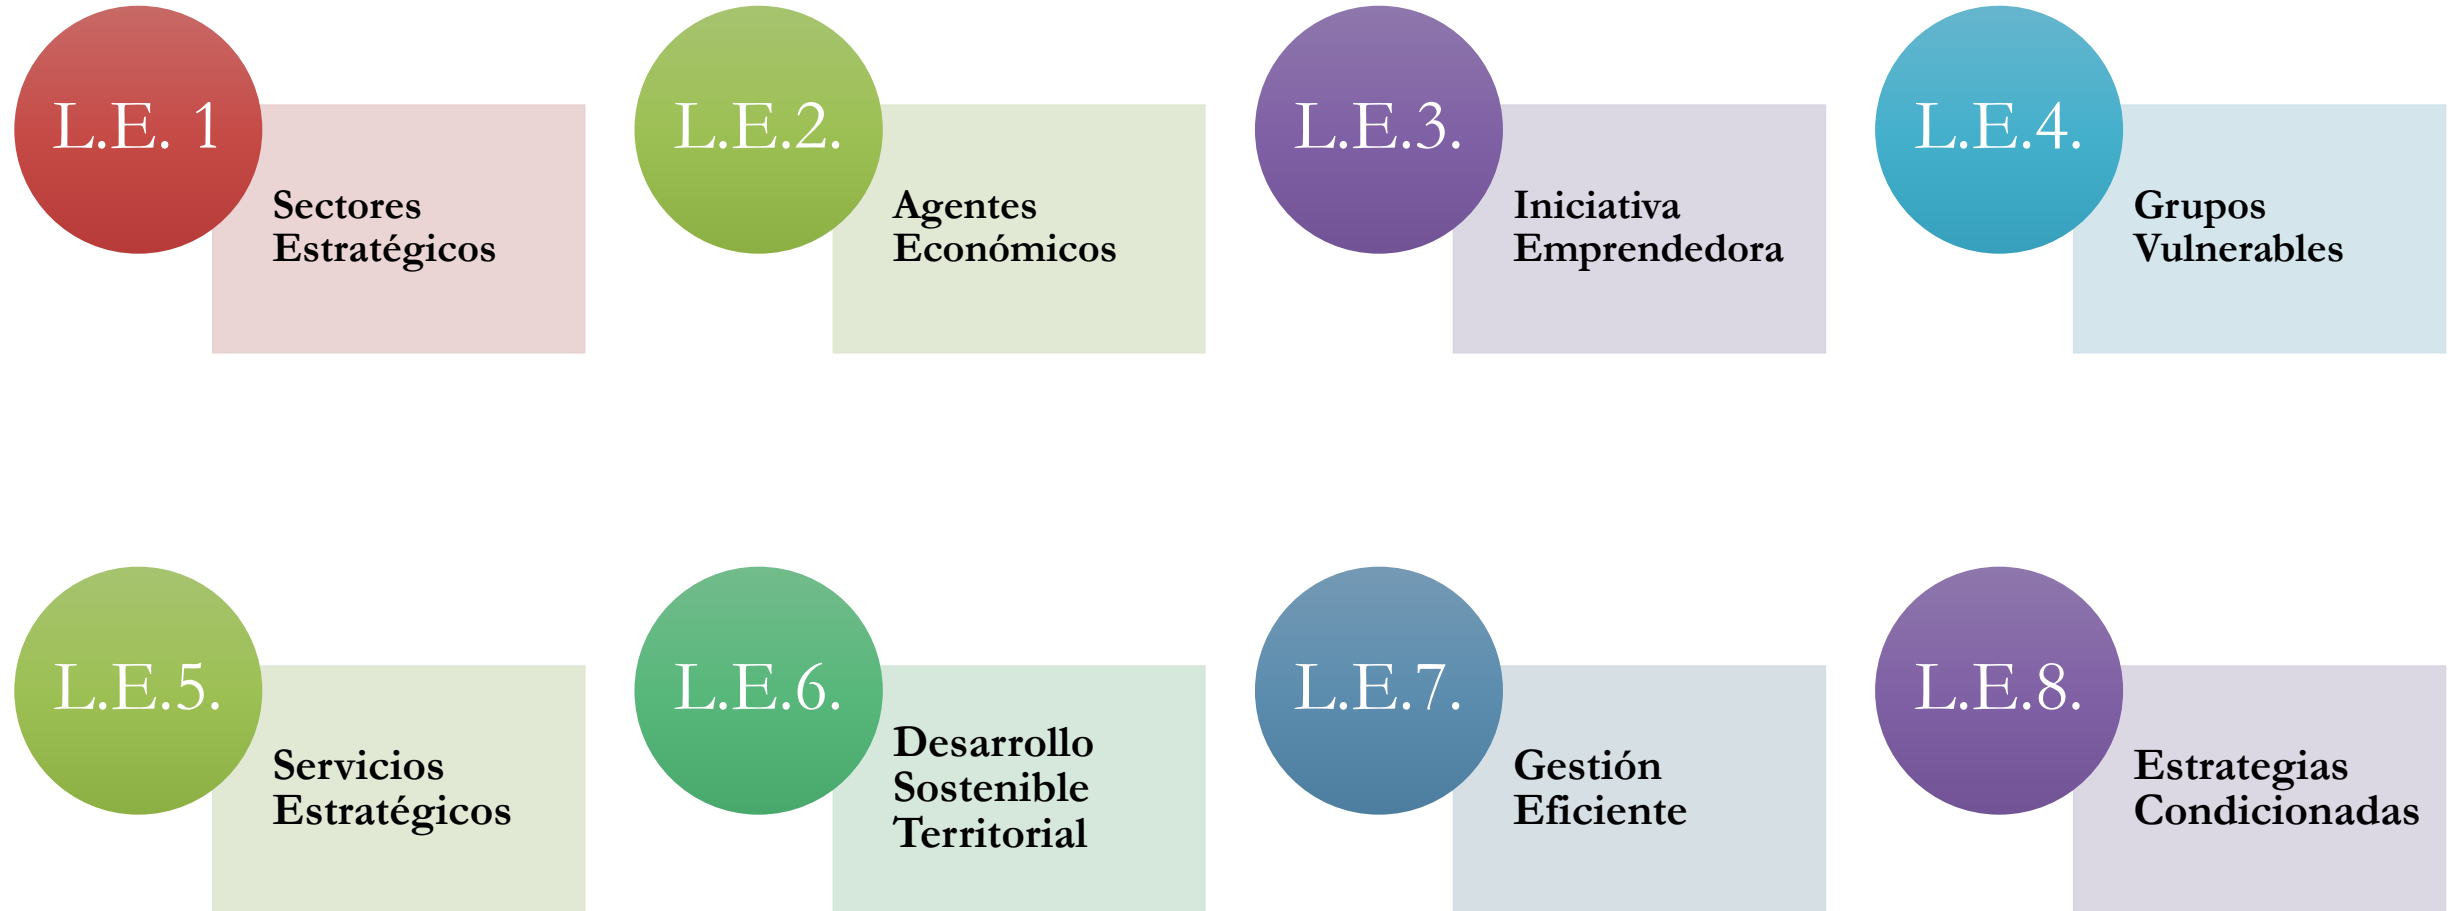 L.E. 1
Sectores
Estratégicos
L.E.2.
Agentes
Económicos
L.E.3.
Iniciativa
Emprendedora
L.E.4.
Grupos
Vulnerables
L.E.5.
Servicios
Estratégicos
L.E.6.
Desarrollo
Sostenible
Territorial
L.E.7.
Gestión
Eficiente
L.E.8.
Estrategias
Condicionadas